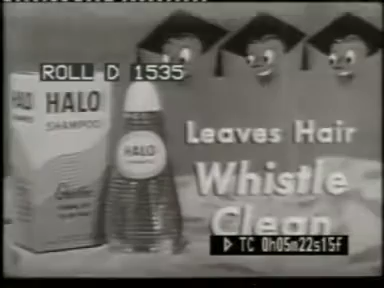 ROLL D 1535
HALO
SHAMPOO
HALO
Leaves Hair
Whistle
Clean
TC 0h05m22s15f